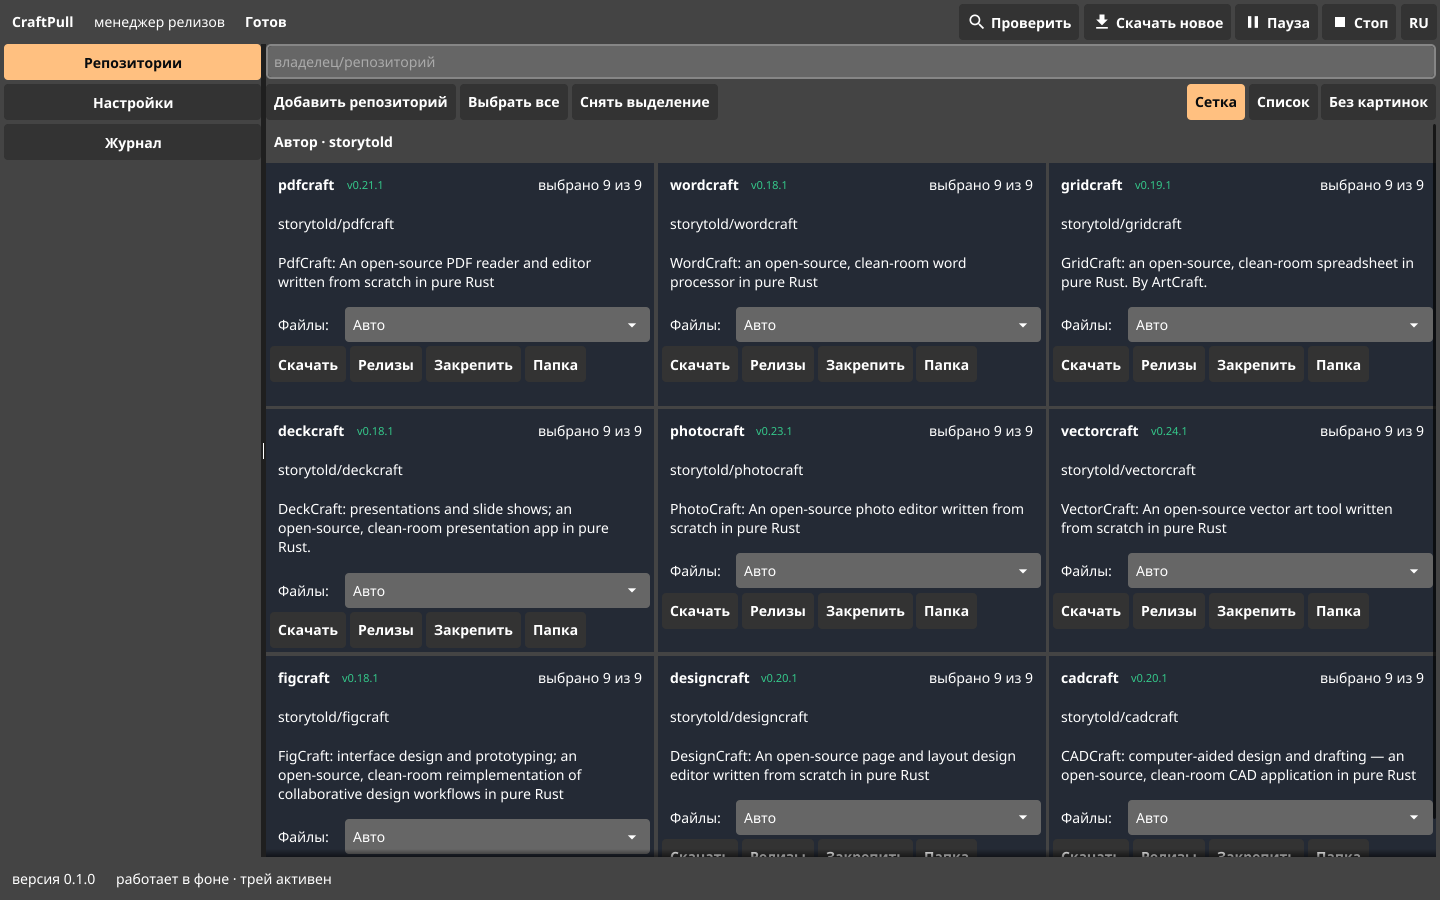 CraftPull менеджер релизов Готов Проверить Скачать новое Пауза Стоп RU
Репозитории
Настройки
Журнал
владелец/репозиторий
Добавить репозиторий Выбрать все Снять выделение Сетка Список Без картинок
Автор · storytold
pdfcraft v0.21.1 выбрано 9 из 9
storytold/pdfcraft
PdfCraft: An open-source PDF reader and editor
written from scratch in pure Rust
Файлы: Авто
Скачать Релизы Закрепить Папка
wordcraft v0.18.1 выбрано 9 из 9
storytold/wordcraft
WordCraft: an open-source, clean-room word
processor in pure Rust
Файлы: Авто
Скачать Релизы Закрепить Папка
gridcraft v0.19.1 выбрано 9 из 9
storytold/gridcraft
GridCraft: an open-source, clean-room spreadsheet in
pure Rust. By ArtCraft.
Файлы: Авто
Скачать Релизы Закрепить Папка
deckcraft v0.18.1 выбрано 9 из 9
storytold/deckcraft
DeckCraft: presentations and slide shows; an
open-source, clean-room presentation app in pure
Rust.
Файлы: Авто
Скачать Релизы Закрепить Папка
photocraft v0.23.1 выбрано 9 из 9
storytold/photocraft
PhotoCraft: An open-source photo editor written from
scratch in pure Rust
Файлы: Авто
Скачать Релизы Закрепить Папка
vectorcraft v0.24.1 выбрано 9 из 9
storytold/vectorcraft
VectorCraft: An open-source vector art tool written
from scratch in pure Rust
Файлы: Авто
Скачать Релизы Закрепить Папка
figcraft v0.18.1 выбрано 9 из 9
storytold/figcraft
FigCraft: interface design and prototyping; an
open-source, clean-room reimplementation of
collaborative design workflows in pure Rust
Файлы: Авто
designcraft v0.20.1 выбрано 9 из 9
storytold/designcraft
DesignCraft: An open-source page and layout design
editor written from scratch in pure Rust
Файлы: Авто
Скачать Релизы Закрепить Папка
cadcraft v0.20.1 выбрано 9 из 9
storytold/cadcraft
CADCraft: computer-aided design and drafting — an
open-source, clean-room CAD application in pure Rust
Файлы: Авто
Скачать Релизы Закрепить Папка
версия 0.1.0 работает в фоне · трей активен